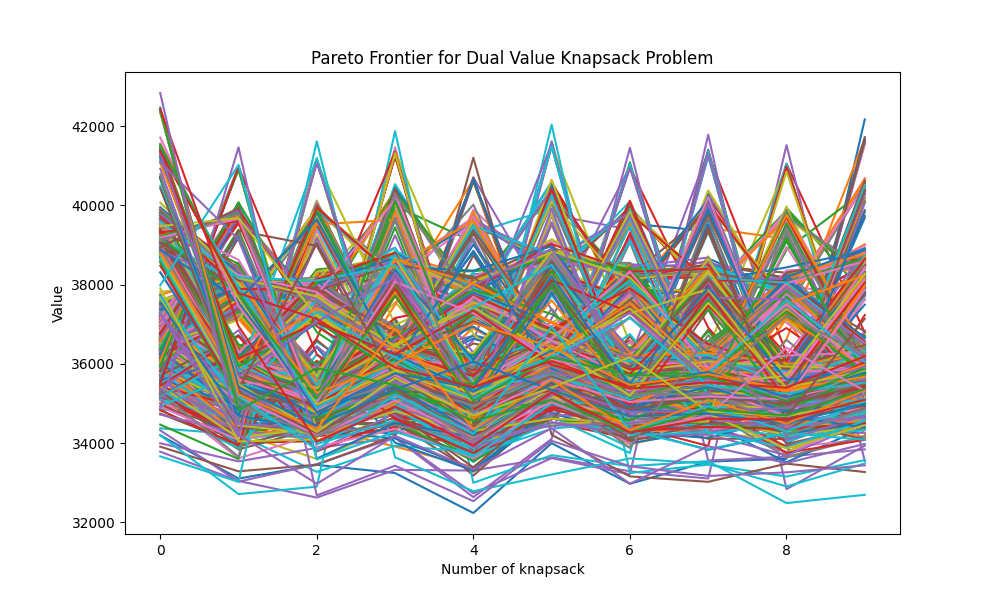 Pareto Frontier for Dual Value Knapsack Problem
42000
40000
38000
36000
34000
32000
Value
0 2 4 6 8
Number of knapsack